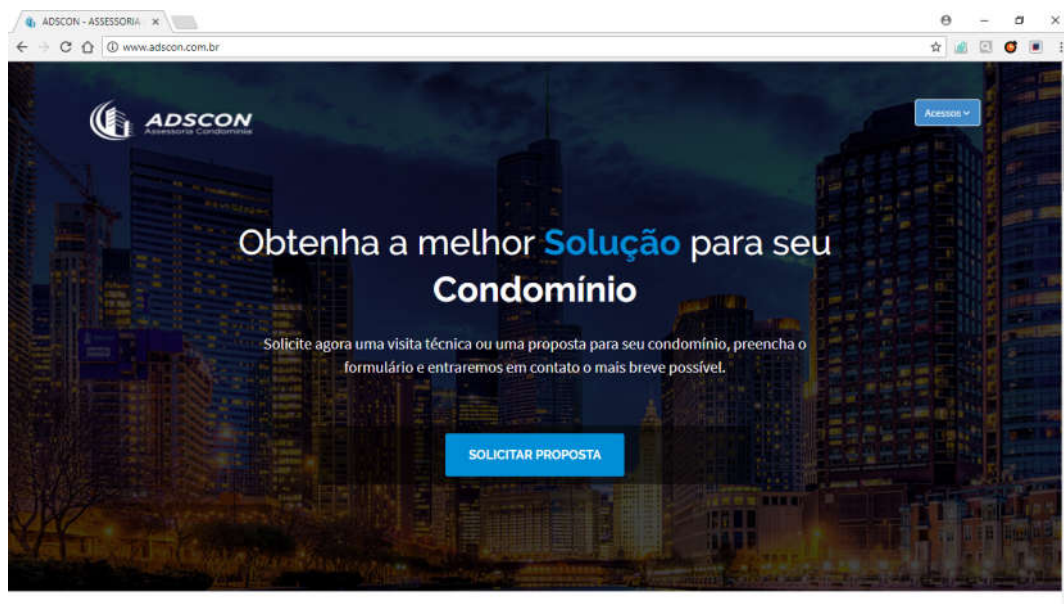 ADSCON - ASSESSORIA
www.adscon.com.br
ADSCON
Assessoria Condominial
Acessos
Obtenha a melhor Solução para seu
Condomínio
Solicite agora uma visita técnica ou uma proposta para seu condomínio, preencha o
formulário e entraremos em contato o mais breve possível.
SOLICITAR PROPOSTA